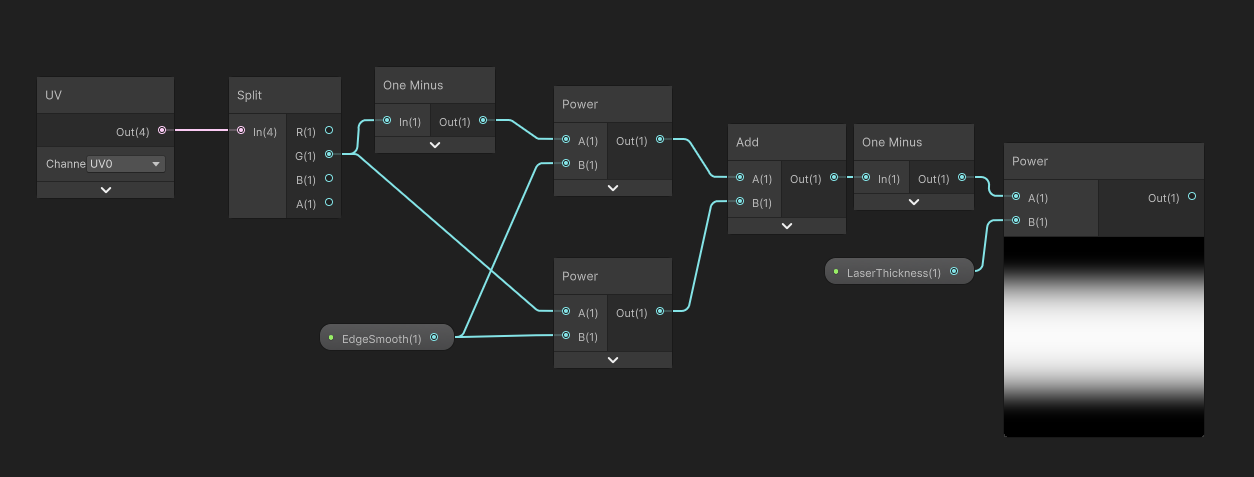 UV
Out(4)
Channe UV0
Split
In(4)
R(1)
G(1)
B(1)
A(1)
One Minus
In(1)
Out(1)
Power
A(1)
Out(1)
B(1)
Power
A(1)
Out(1)
B(1)
EdgeSmooth(1)
Add
A(1)
Out(1)
B(1)
One Minus
In(1)
Out(1)
LaserThickness(1)
Power
A(1)
Out(1)
B(1)